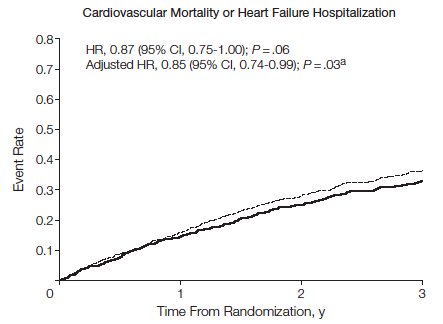 Cardiovascular Mortality or Heart Failure Hospitalization
0.8
HR, 0.87 (95% CI, 0.75-1.00); P=.06
Adjusted HR, 0.85 (95% CI, 0.74-0.99); P=.03a
0.7
0.6
0.5
0.4
0.3
0.2
0.1
Event Rate
0 1 2 3
Time From Randomization, y